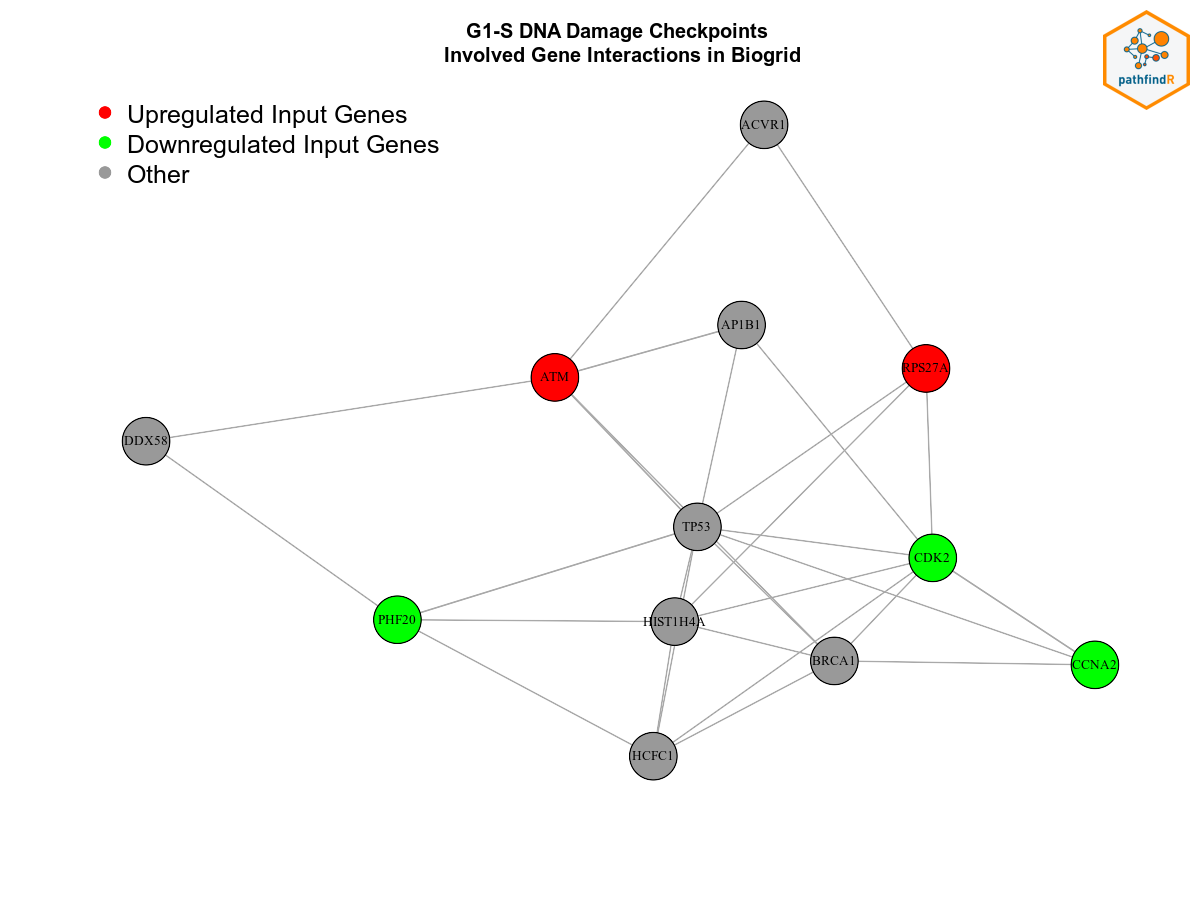 G1-S DNA Damage Checkpoints
Involved Gene Interactions in Biogrid
pathfindR
Upregulated Input Genes
Downregulated Input Genes
Other
ACVR1
AP1B1
RPS27A
ATM
DDX58
TP53
CDK2
PHF20
HIST1H4A
BRCA1
CCNA2
HCFC1